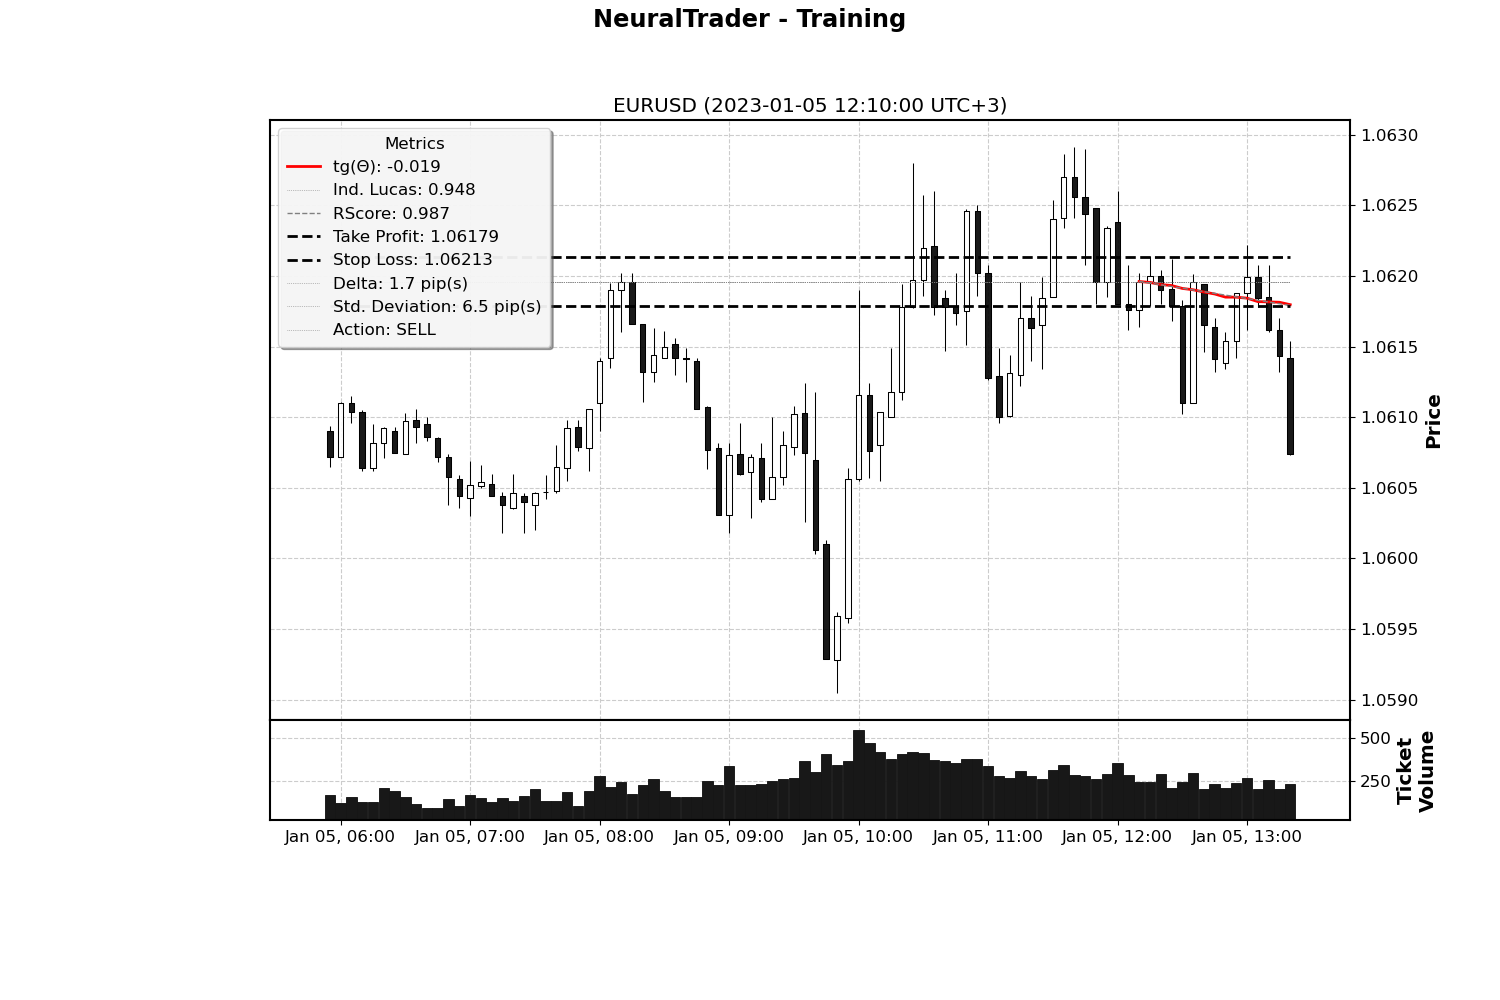 NeuralTrader - Training
EURUSD (2023-01-05 12:10:00 UTC+3)
Metrics
tg(Θ): -0.019
Ind. Lucas: 0.948
RScore: 0.987
Take Profit: 1.06179
Stop Loss: 1.06213
Delta: 1.7 pip(s)
Std. Deviation: 6.5 pip(s)
Action: SELL
1.0630
1.0625
1.0620
1.0615
1.0610
1.0605
1.0600
1.0595
1.0590
Price
500
250
Ticket
Volume
Jan 05, 06:00
Jan 05, 07:00
Jan 05, 08:00
Jan 05, 09:00
Jan 05, 10:00
Jan 05, 11:00
Jan 05, 12:00
Jan 05, 13:00